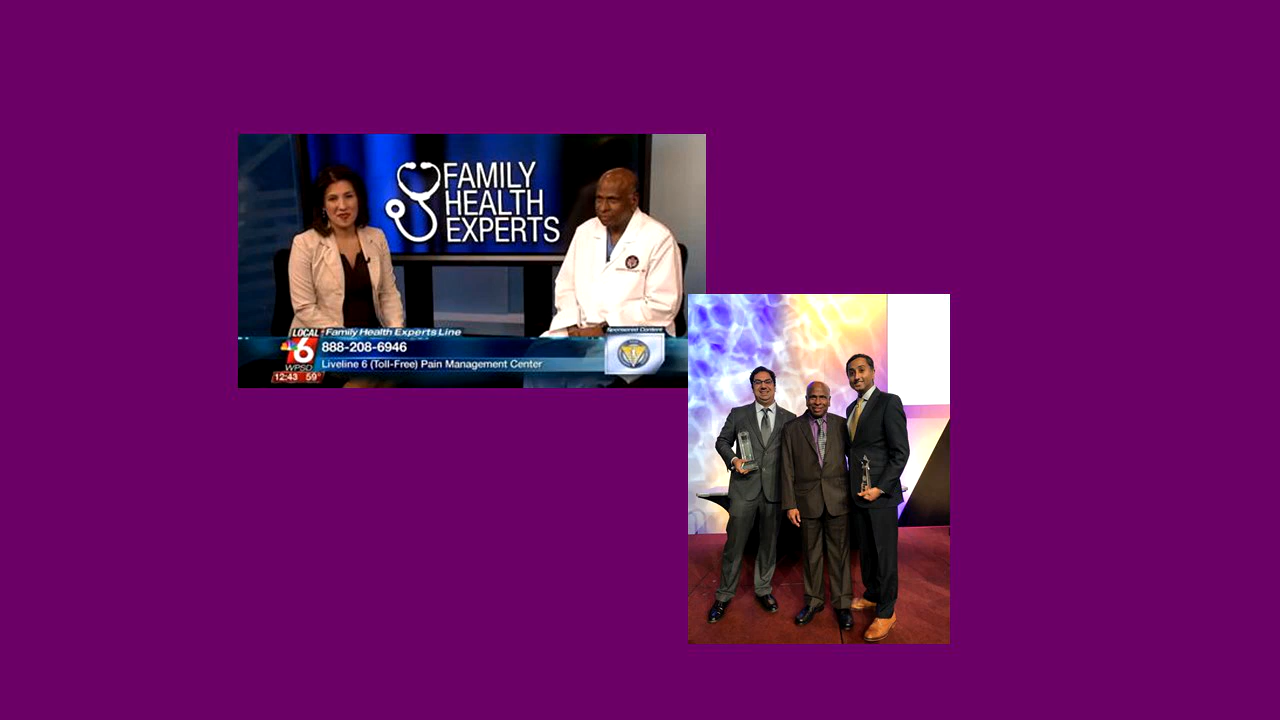 FAMILY
HEALTH
EXPERTS
LOCAL
6
WPSD
12:43 59°
Family Health Experts Line
888-208-6946
Liveline 6 (Toll-Free) Pain Management Center
Sponsored Content